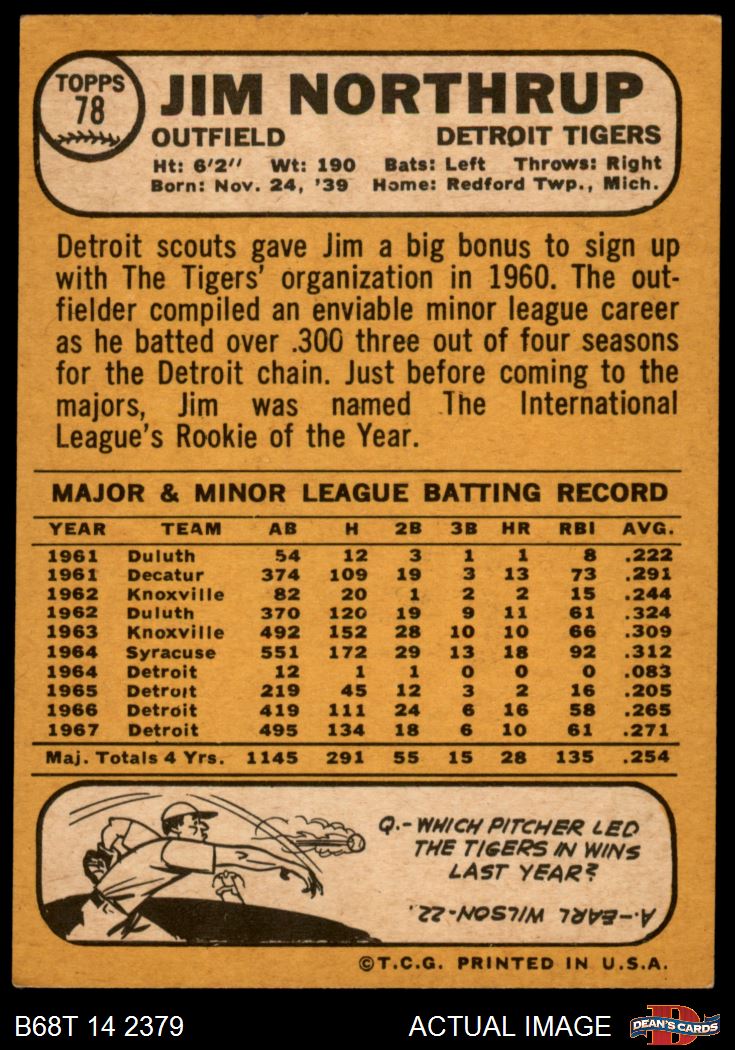 TOPPS
78
JIM NORTHRUP
OUTFIELD DETROIT TIGERS
Ht: 6'2" Wt: 190 Bats: Left Throws: Right
Born: Nov. 24, '39 Home: Redford Twp., Mich.
Detroit scouts gave Jim a big bonus to sign up
with The Tigers' organization in 1960. The out-
fielder compiled an enviable minor league career
as he batted over .300 three out of four seasons
for the Detroit chain. Just before coming to the
majors, Jim was named The International
League's Rookie of the Year.
MAJOR & MINOR LEAGUE BATTING RECORD
YEAR TEAM AB H 2B 3B HR RBI AVG.
1961 Duluth 54 12 3 1 1 8 .222
1961 Decatur 374 109 19 3 13 73 .291
1962 Knoxville 82 20 1 2 2 15 .244
1962 Duluth 370 120 19 9 11 61 .324
1963 Knoxville 492 152 28 10 10 66 .309
1964 Syracuse 551 172 29 13 18 92 .312
1964 Detroit 12 1 1 0 0 0 .083
1965 Detroit 219 45 12 3 2 16 .205
1966 Detroit 419 111 24 6 16 58 .265
1967 Detroit 495 134 18 6 10 61 .271
Maj. Totals 4 Yrs. 1145 291 55 15 28 135 .254
Q.-WHICH PITCHER LED
THE TIGERS IN WINS
LAST YEAR?
A.-EARL WILSON-22.
©T.C.G. PRINTED IN U.S.A.
B68T 14 2379 ACTUAL IMAGE
DEAN'S CARDS